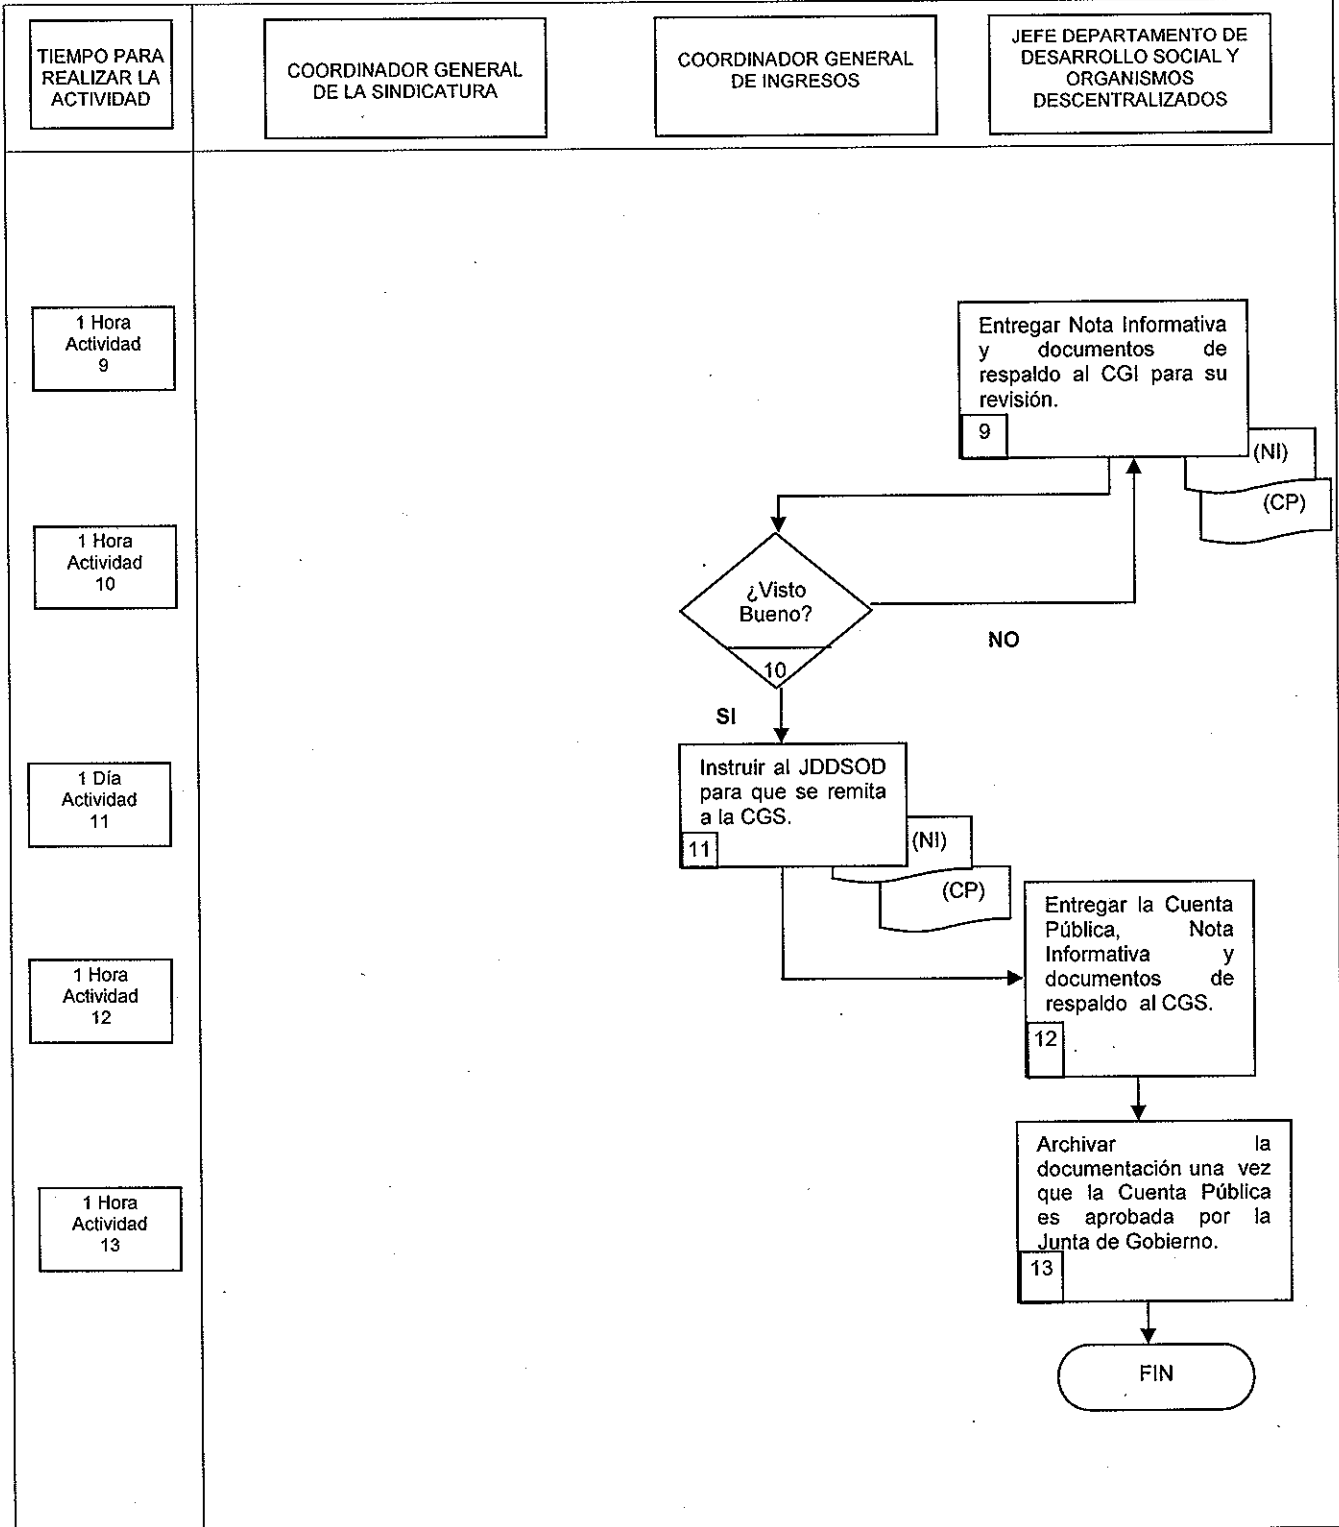 TIEMPO PARA
REALIZAR LA
ACTIVIDAD
COORDINADOR GENERAL
DE LA SINDICATURA
COORDINADOR GENERAL
DE INGRESOS
JEFE DEPARTAMENTO DE
DESARROLLO SOCIAL Y
ORGANISMOS
DESCENTRALIZADOS
1 Hora
Actividad
9
Entregar Nota Informativa
y documentos de
respaldo al CGI para su
revisión.
9
(NI)
(CP)
1 Hora
Actividad
10
¿Visto
Bueno?
10
NO
SI
1 Día
Actividad
11
Instruir al JDDSOD
para que se remita
a la CGS.
11
(NI)
(CP)
1 Hora
Actividad
12
Entregar la Cuenta
Pública, Nota
Informativa y
documentos de
respaldo al CGS.
12
1 Hora
Actividad
13
Archivar la
documentación una vez
que la Cuenta Pública
es aprobada por la
Junta de Gobierno.
13
FIN